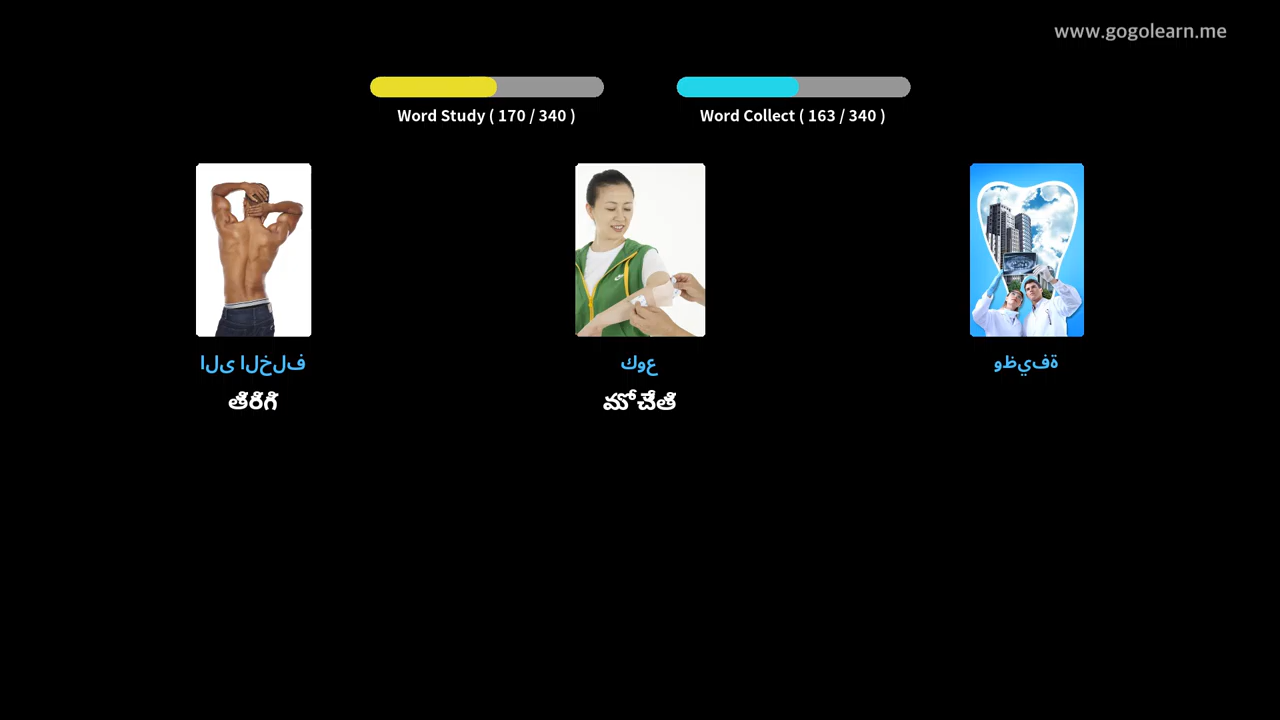 www.gogolearn.me
Word Study ( 170 / 340 )
Word Collect ( 163 / 340 )
الى الخلف
كوع
وظيفة
తిరిగి
మోచేతి